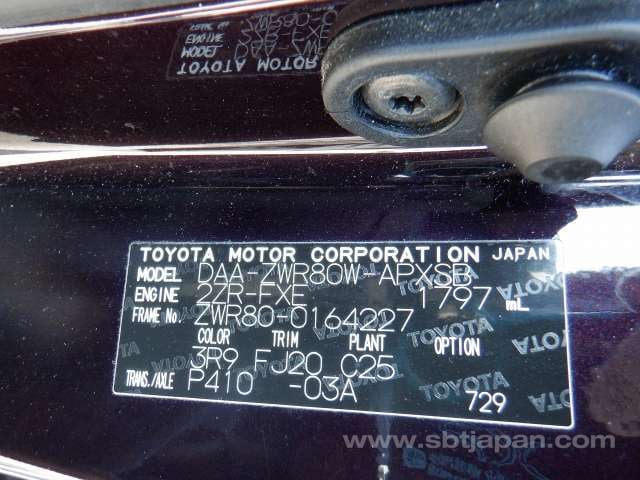 TOYOTA MOTOR CORPORATION JAPAN
MODEL DAA-ZWR80W-APXSB
ENGINE 2ZR-FXE 1797 mL
FRAME No. ZWR80-0164227
COLOR TRIM PLANT OPTION
3R9 FJ20 C25
TRANS./AXLE P410 -03A
729
www.sbtjapan.com